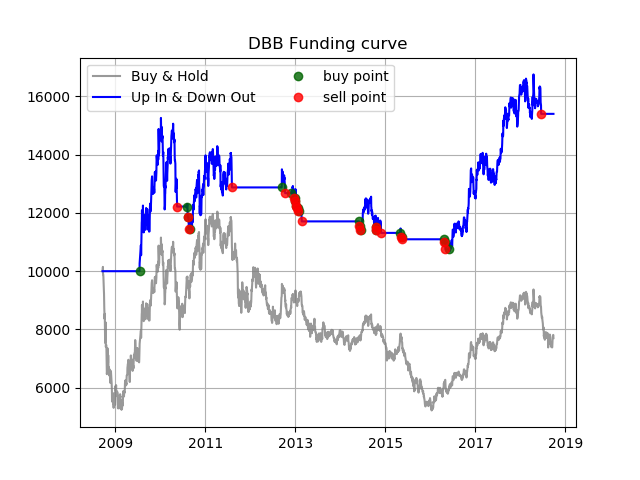 DBB Funding curve
Buy & Hold
Up In & Down Out
buy point
sell point
16000
14000
12000
10000
8000
6000
2009 2011 2013 2015 2017 2019